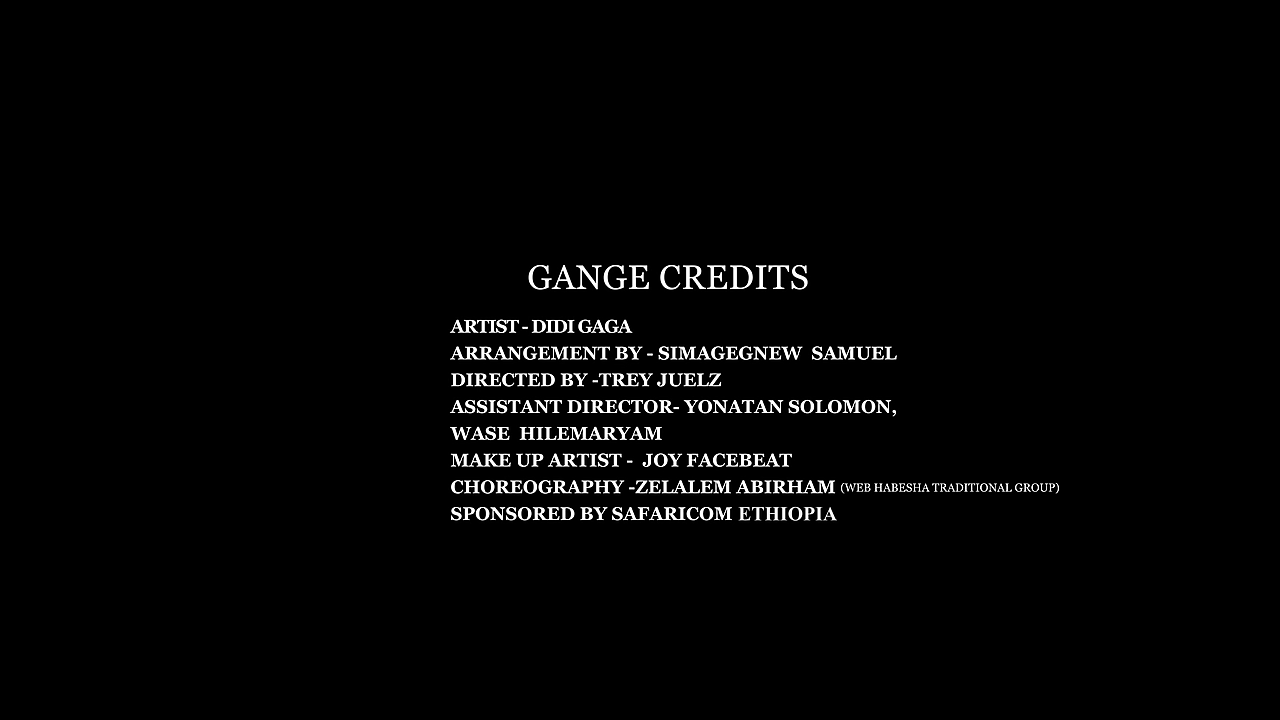 GANGE CREDITS
ARTIST - DIDI GAGA
ARRANGEMENT BY - SIMAGEGNEW  SAMUEL
DIRECTED BY -TREY JUELZ
ASSISTANT DIRECTOR- YONATAN SOLOMON,
WASE  HILEMARYAM
MAKE UP ARTIST -  JOY FACEBEAT
CHOREOGRAPHY -ZELALEM ABIRHAM (WEB HABESHA TRADITIONAL GROUP)
SPONSORED BY SAFARICOM ETHIOPIA